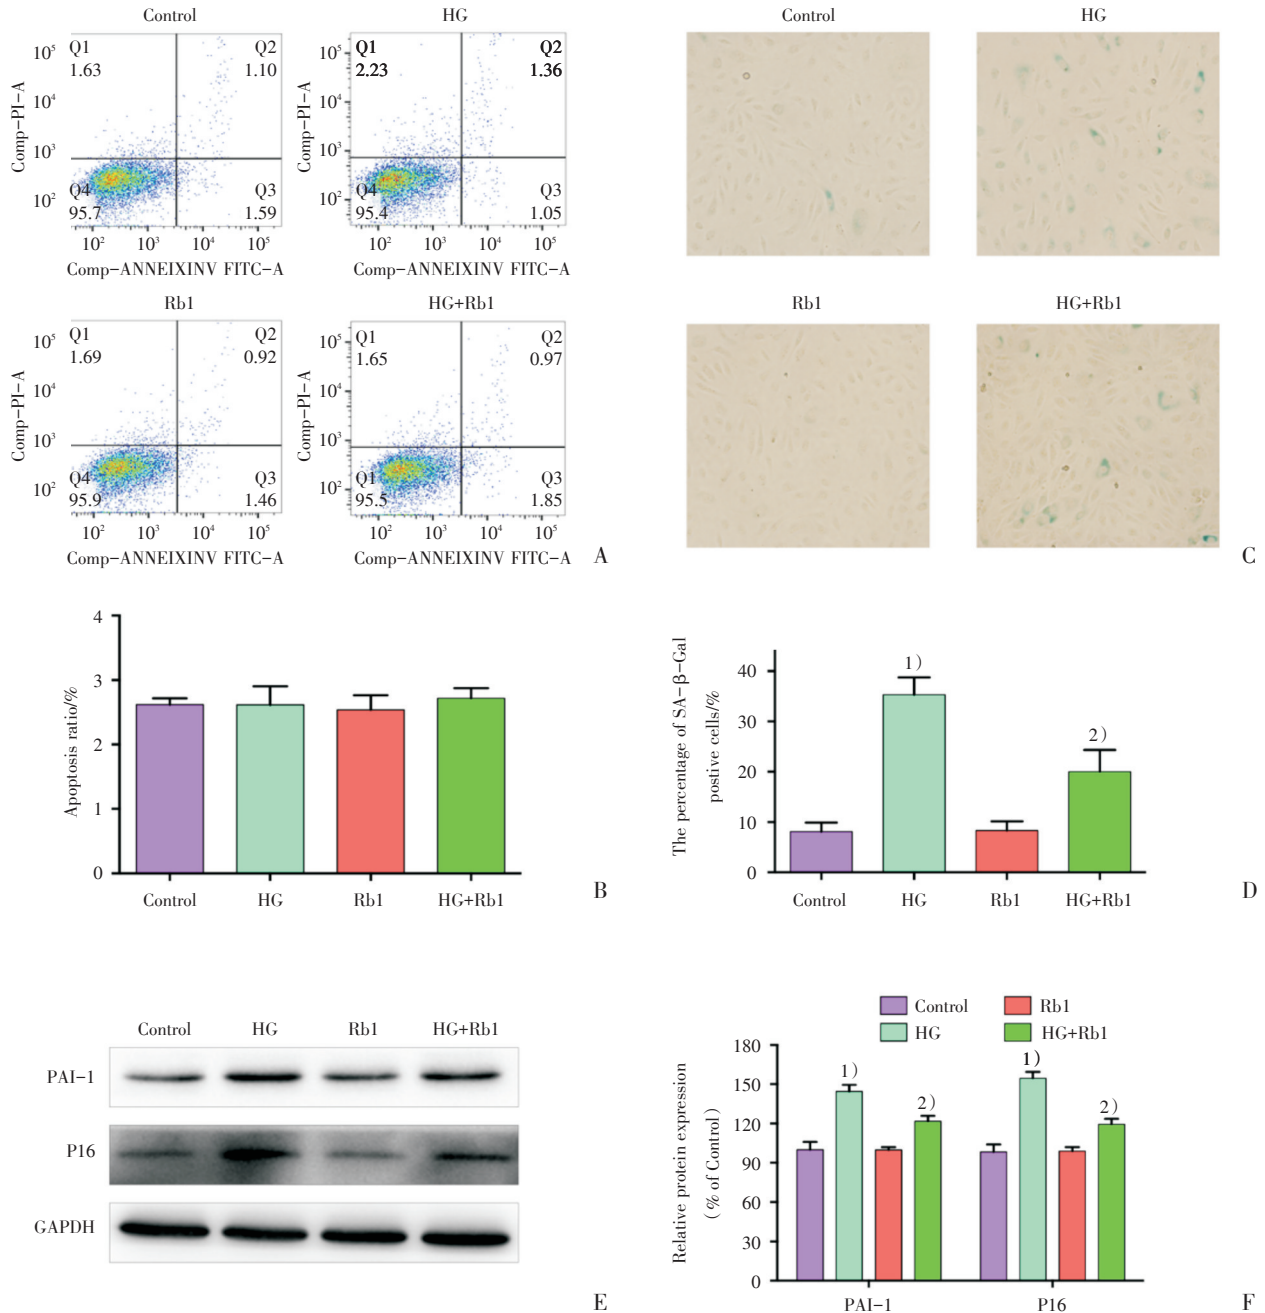 Control
HG
Q1
1.63
Q2
1.10
Q4
95.7
Q3
1.59
10⁵
10⁴
10³
10²
10² 10³ 10⁴ 10⁵
Comp-PI-A
Comp-ANNEIXINV FITC-A
Q1
2.23
Q2
1.36
Q4
95.4
Q3
1.05
10⁵
10⁴
10³
10²
10² 10³ 10⁴ 10⁵
Comp-PI-A
Comp-ANNEIXINV FITC-A
Rb1
HG+Rb1
Q1
1.69
Q2
0.92
Q4
95.9
Q3
1.46
10⁵
10⁴
10³
10²
10² 10³ 10⁴ 10⁵
Comp-PI-A
Comp-ANNEIXINV FITC-A
Q1
1.65
Q2
0.97
Q1
95.5
Q3
1.85
10⁵
10⁴
10³
10²
10² 10³ 10⁴ 10⁵
Comp-PI-A
Comp-ANNEIXINV FITC-A
A
Control
HG
Rb1
HG+Rb1
C
4
3
2
1
0
Apoptosis ratio/%
Control HG Rb1 HG+Rb1
B
The percentage of SA-β-Gal
postive cells/%
40
30
20
10
0
1)
2)
Control HG Rb1 HG+Rb1
D
Control HG Rb1 HG+Rb1
PAI-1
P16
GAPDH
E
Control
Rb1
HG
HG+Rb1
Relative protein expression
(% of Control)
180
150
120
90
60
30
0
1)
2)
1)
2)
PAI-1 P16
F